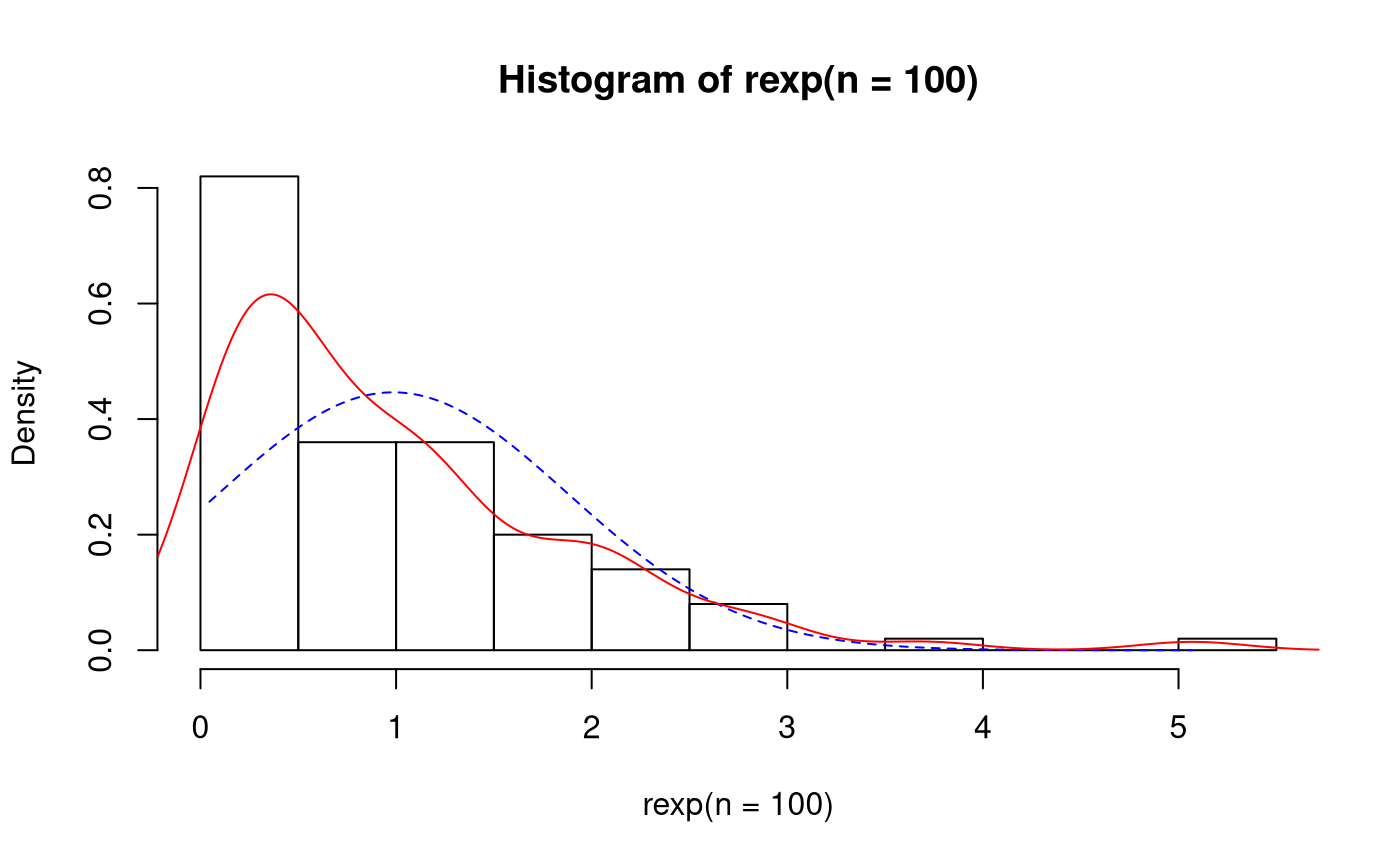 Histogram of rexp(n = 100)
Density
0.8
0.6
0.4
0.2
0.0
0 1 2 3 4 5
rexp(n = 100)